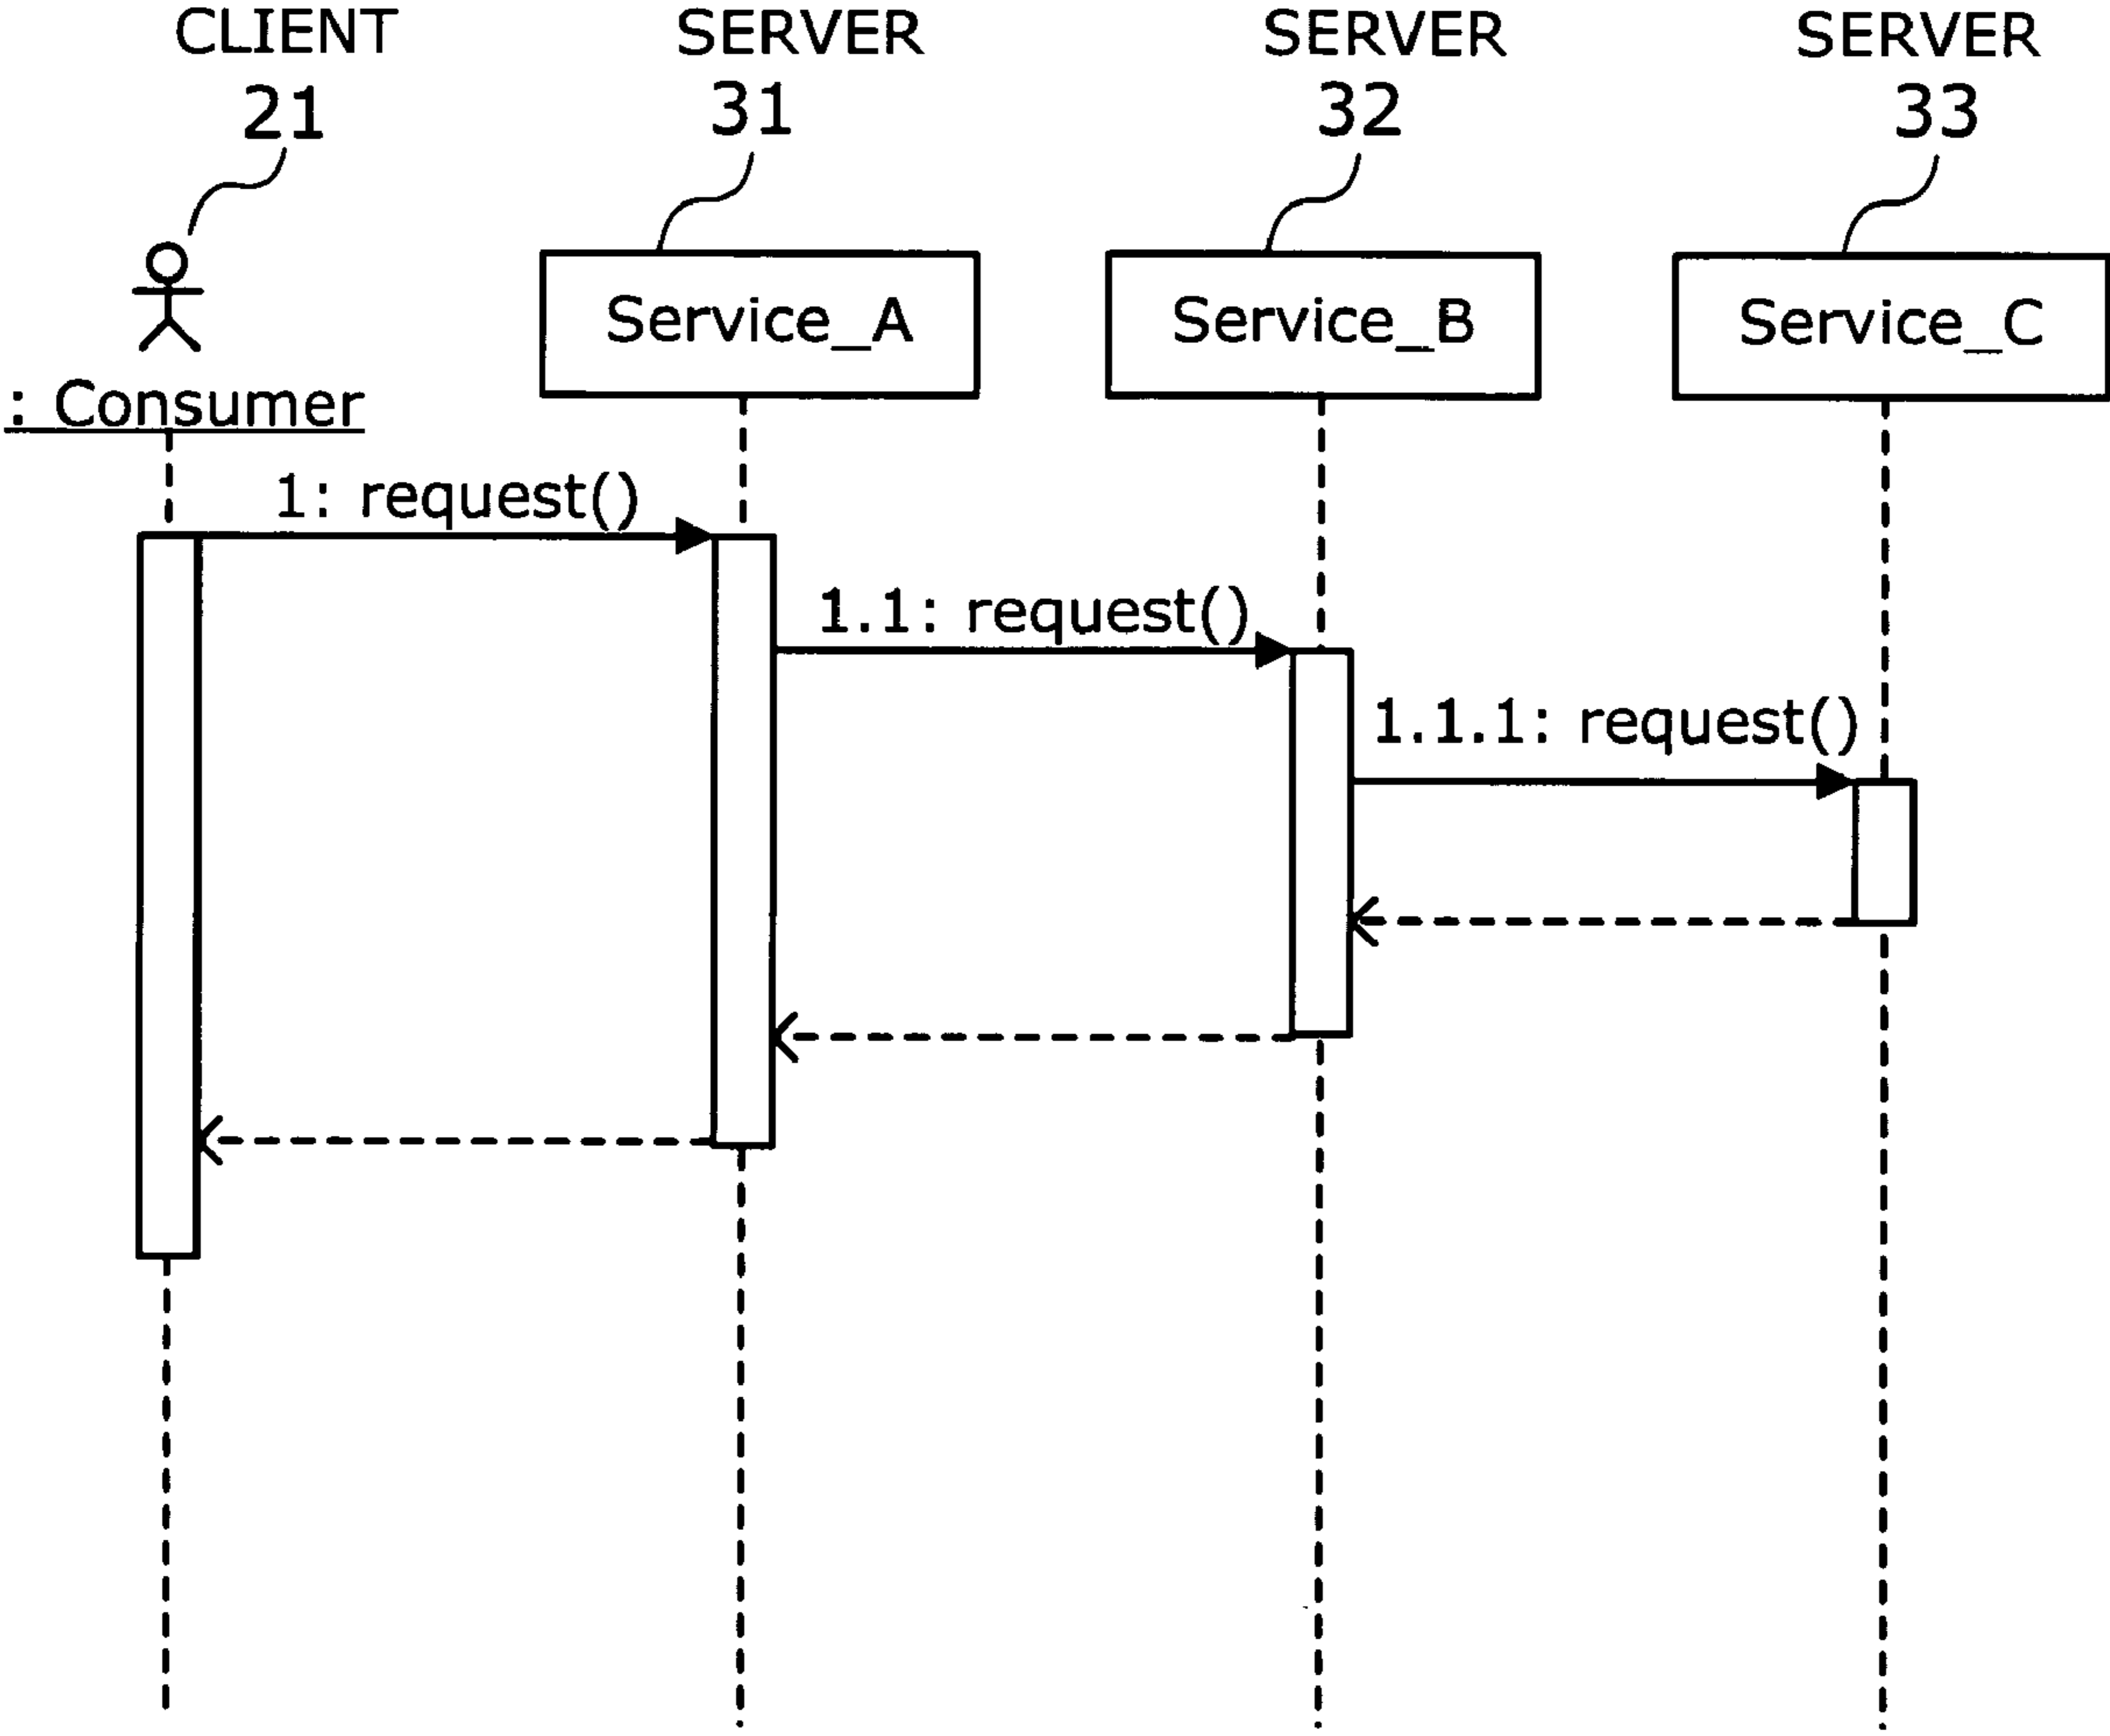 CLIENT
21
SERVER
31
SERVER
32
SERVER
33
: Consumer
Service_A
Service_B
Service_C
1: request()
1.1: request()
1.1.1: request()